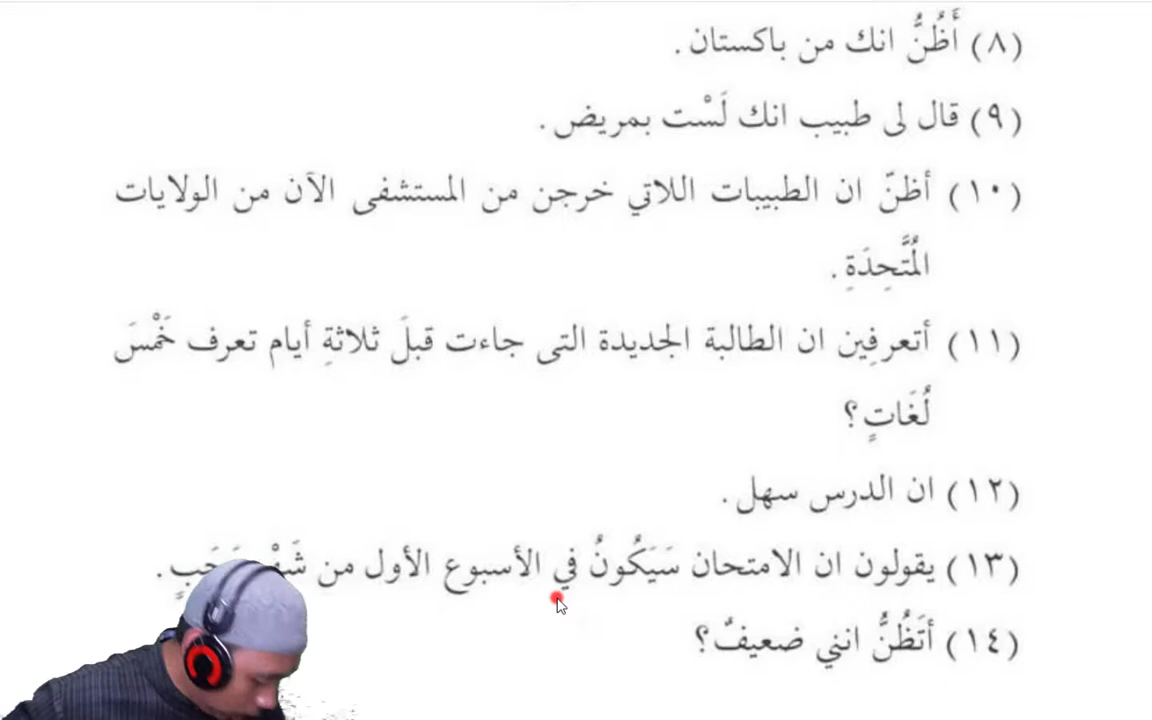 (٨) أَظُنُّ انك من باكستان .
(٩) قال لى طبيب انك لَسْت بمريض .
(١٠) أظنّ ان الطبيبات اللاتي خرجن من المستشفى الآن من الولايات
المُتَّحِدَةِ .
(١١) أتعرفِين ان الطالبة الجديدة التى جاءت قبلَ ثلاثةِ أيام تعرف خَمْسَ
لُغَاتٍ؟
(١٢) ان الدرس سهل .
(١٣) يقولون ان الامتحان سَيَكُونُ في الأسبوع الأول من .
(١٤) أتَظُنُّ انني ضعيفٌ؟